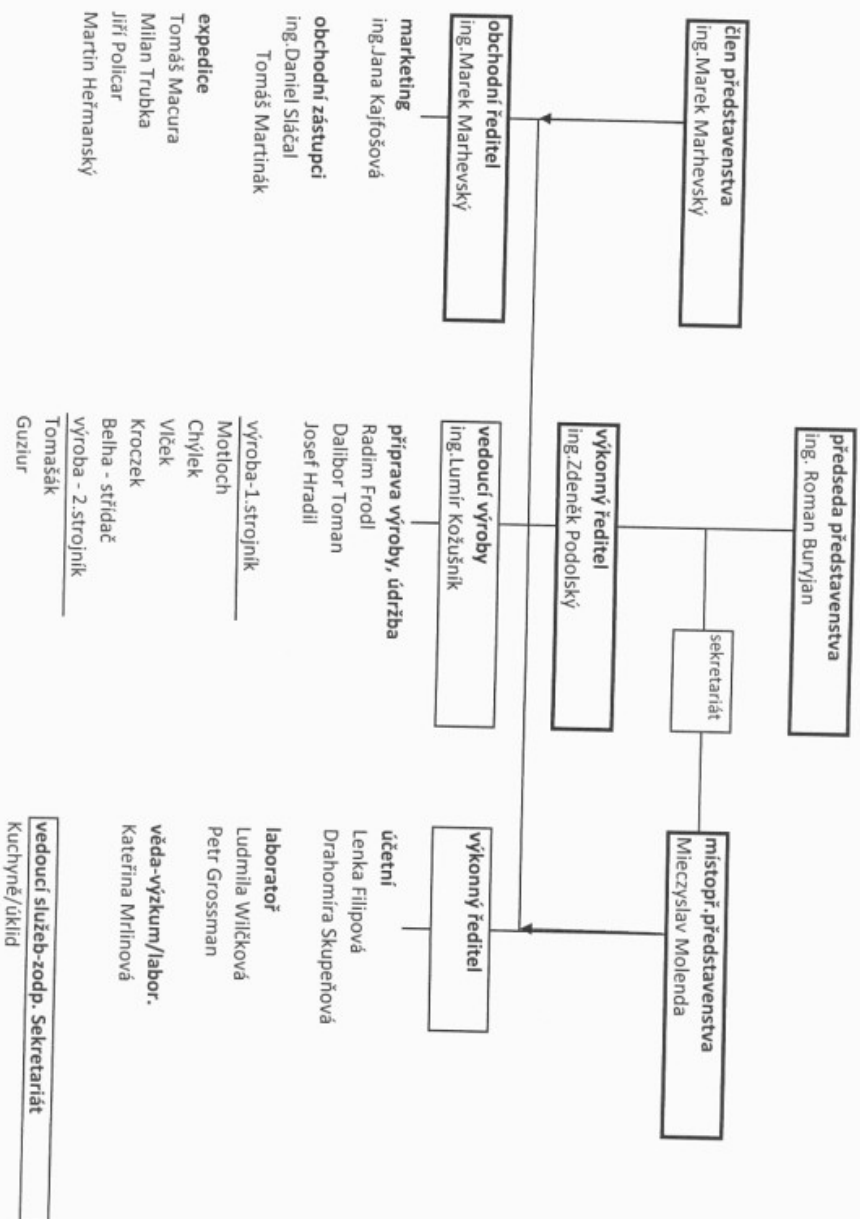 předseda představenstva
ing. Roman Buryjan
člen představenstva
ing.Marek Marhevský
sekretariát
místopř.představenstva
Mieczyslav Molenda
výkonný ředitel
ing.Zdeněk Podolský
obchodní ředitel
ing.Marek Marhevský
marketing
ing.Jana Kajfošová
obchodní zástupci
ing.Daniel Sláčal
Tomáš Martinák
expedice
Tomáš Macura
Milan Trubka
Jiří Policar
Martin Heřmanský
vedoucí výroby
ing.Lumír Kožušník
příprava výroby, údržba
Radim Frodl
Dalibor Toman
Josef Hradil
výroba-1.strojník
Motloch
Chýlek
Vlček
Kroczek
Belha - střídač
výroba - 2.strojník
Tomašák
Guziur
výkonný ředitel
účetní
Lenka Filipová
Drahomíra Skupeňová
laboratoř
Ludmila Wilčková
Petr Grossman
věda-výzkum/labor.
Kateřina Mrlinová
vedoucí služeb-zodp. Sekretariát
Kuchyně/úklid